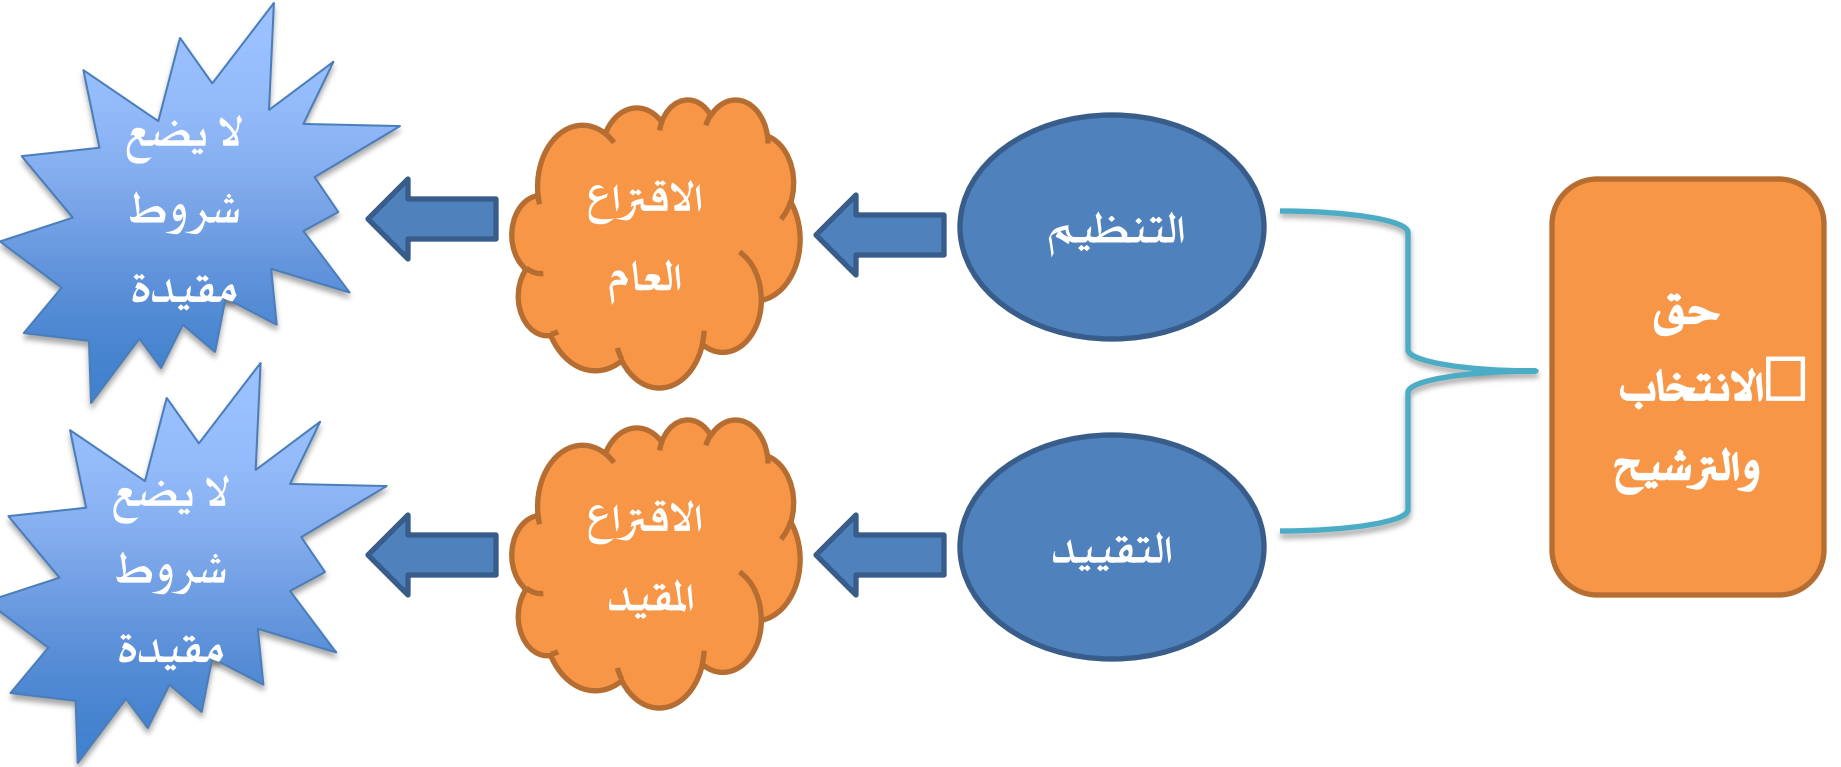 حق
الانتخاب
والترشيح
التنظيم
الاقتراع
العام
لا يضع
شروط
مقيدة
التقييد
الاقتراع
المقيد
لا يضع
شروط
مقيدة